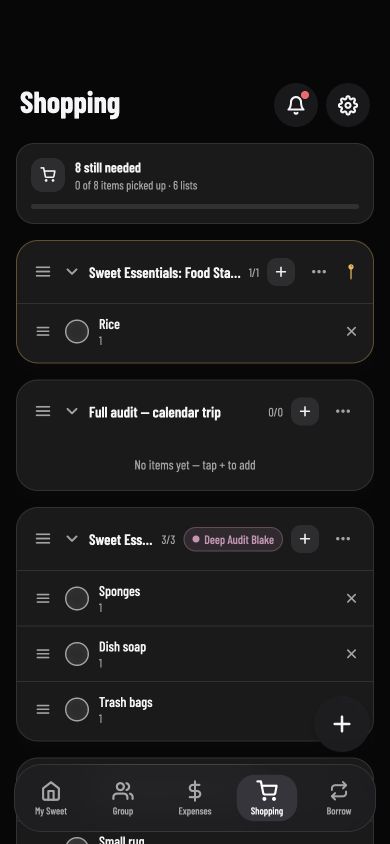 Shopping
8 still needed
0 of 8 items picked up · 6 lists
Sweet Essentials: Food Sta... 1/1
Rice
1
Full audit — calendar trip 0/0
No items yet — tap + to add
Sweet Ess... 3/3 Deep Audit Blake
Sponges
1
Dish soap
1
Trash bags
1
My Sweet Group Expenses Shopping Borrow
Small rug